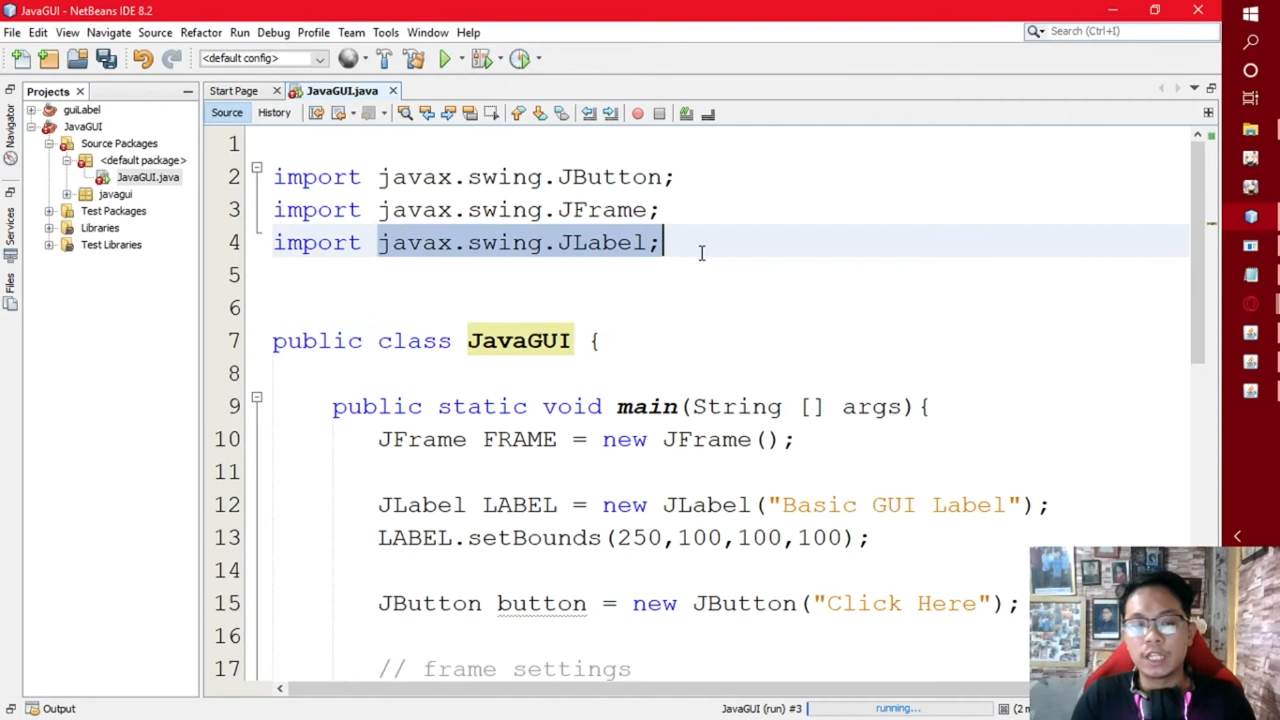 JavaGUI - NetBeans IDE 8.2
File Edit View Navigate Source Refactor Run Debug Profile Team Tools Window Help
Search (Ctrl+I)
<default config>
Projects
Start Page
JavaGUI.java
Source
History
Navigator
Services
Files
guiLabel
JavaGUI
Source Packages
<default package>
JavaGUI.java
javagui
Test Packages
Libraries
Test Libraries
1
2 import javax.swing.JButton;
3 import javax.swing.JFrame;
4 import javax.swing.JLabel;
5
6
7 public class JavaGUI {
8
9 public static void main(String [] args){
10 JFrame FRAME = new JFrame();
11
12 JLabel LABEL = new JLabel("Basic GUI Label");
13 LABEL.setBounds(250,100,100,100);
14
15 JButton button = new JButton("Click Here");
16
17 // frame settings
Output
JavaGUI (run) #3
running...
(2 m